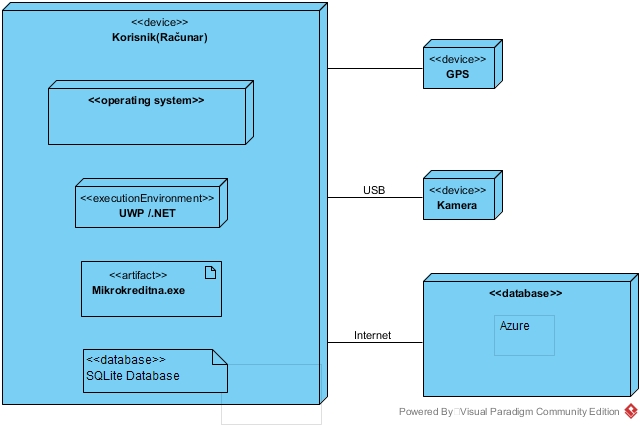 <<device>>
Korisnik(Računar)
<<operating system>>
<<executionEnvironment>>
UWP /.NET
<<artifact>>
Mikrokreditna.exe
<<database>>
SQLite Database
<<device>>
GPS
USB
<<device>>
Kamera
Internet
<<database>>
Azure
Powered By Visual Paradigm Community Edition